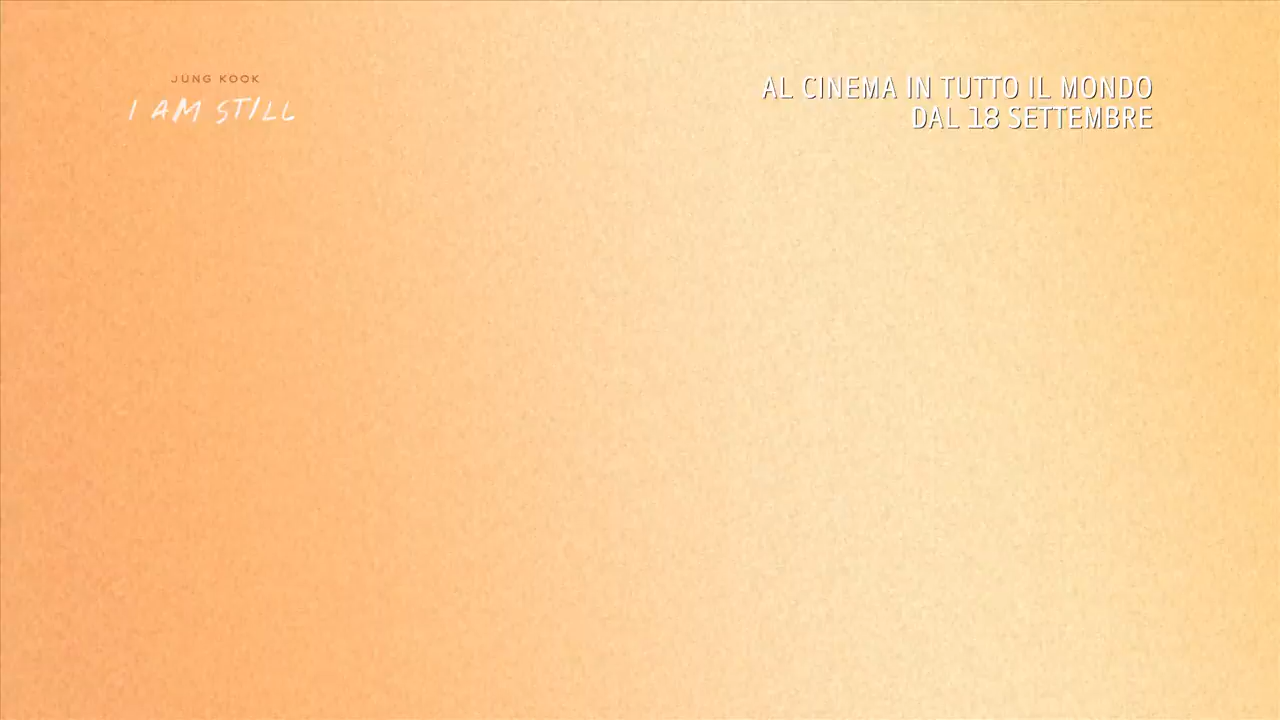 JUNG KOOK
I AM STILL
AL CINEMA IN TUTTO IL MONDO
DAL 18 SETTEMBRE